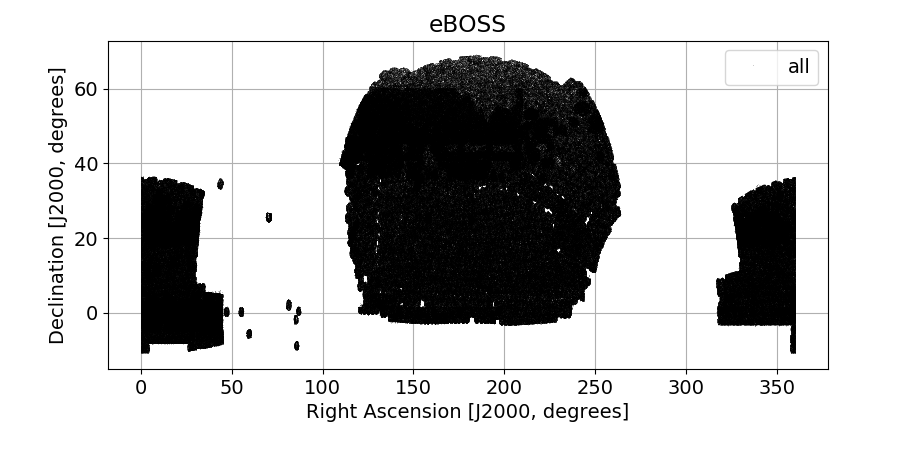 eBOSS
all
60
40
20
0
0 50 100 150 200 250 300 350
Declination [J2000, degrees]
Right Ascension [J2000, degrees]